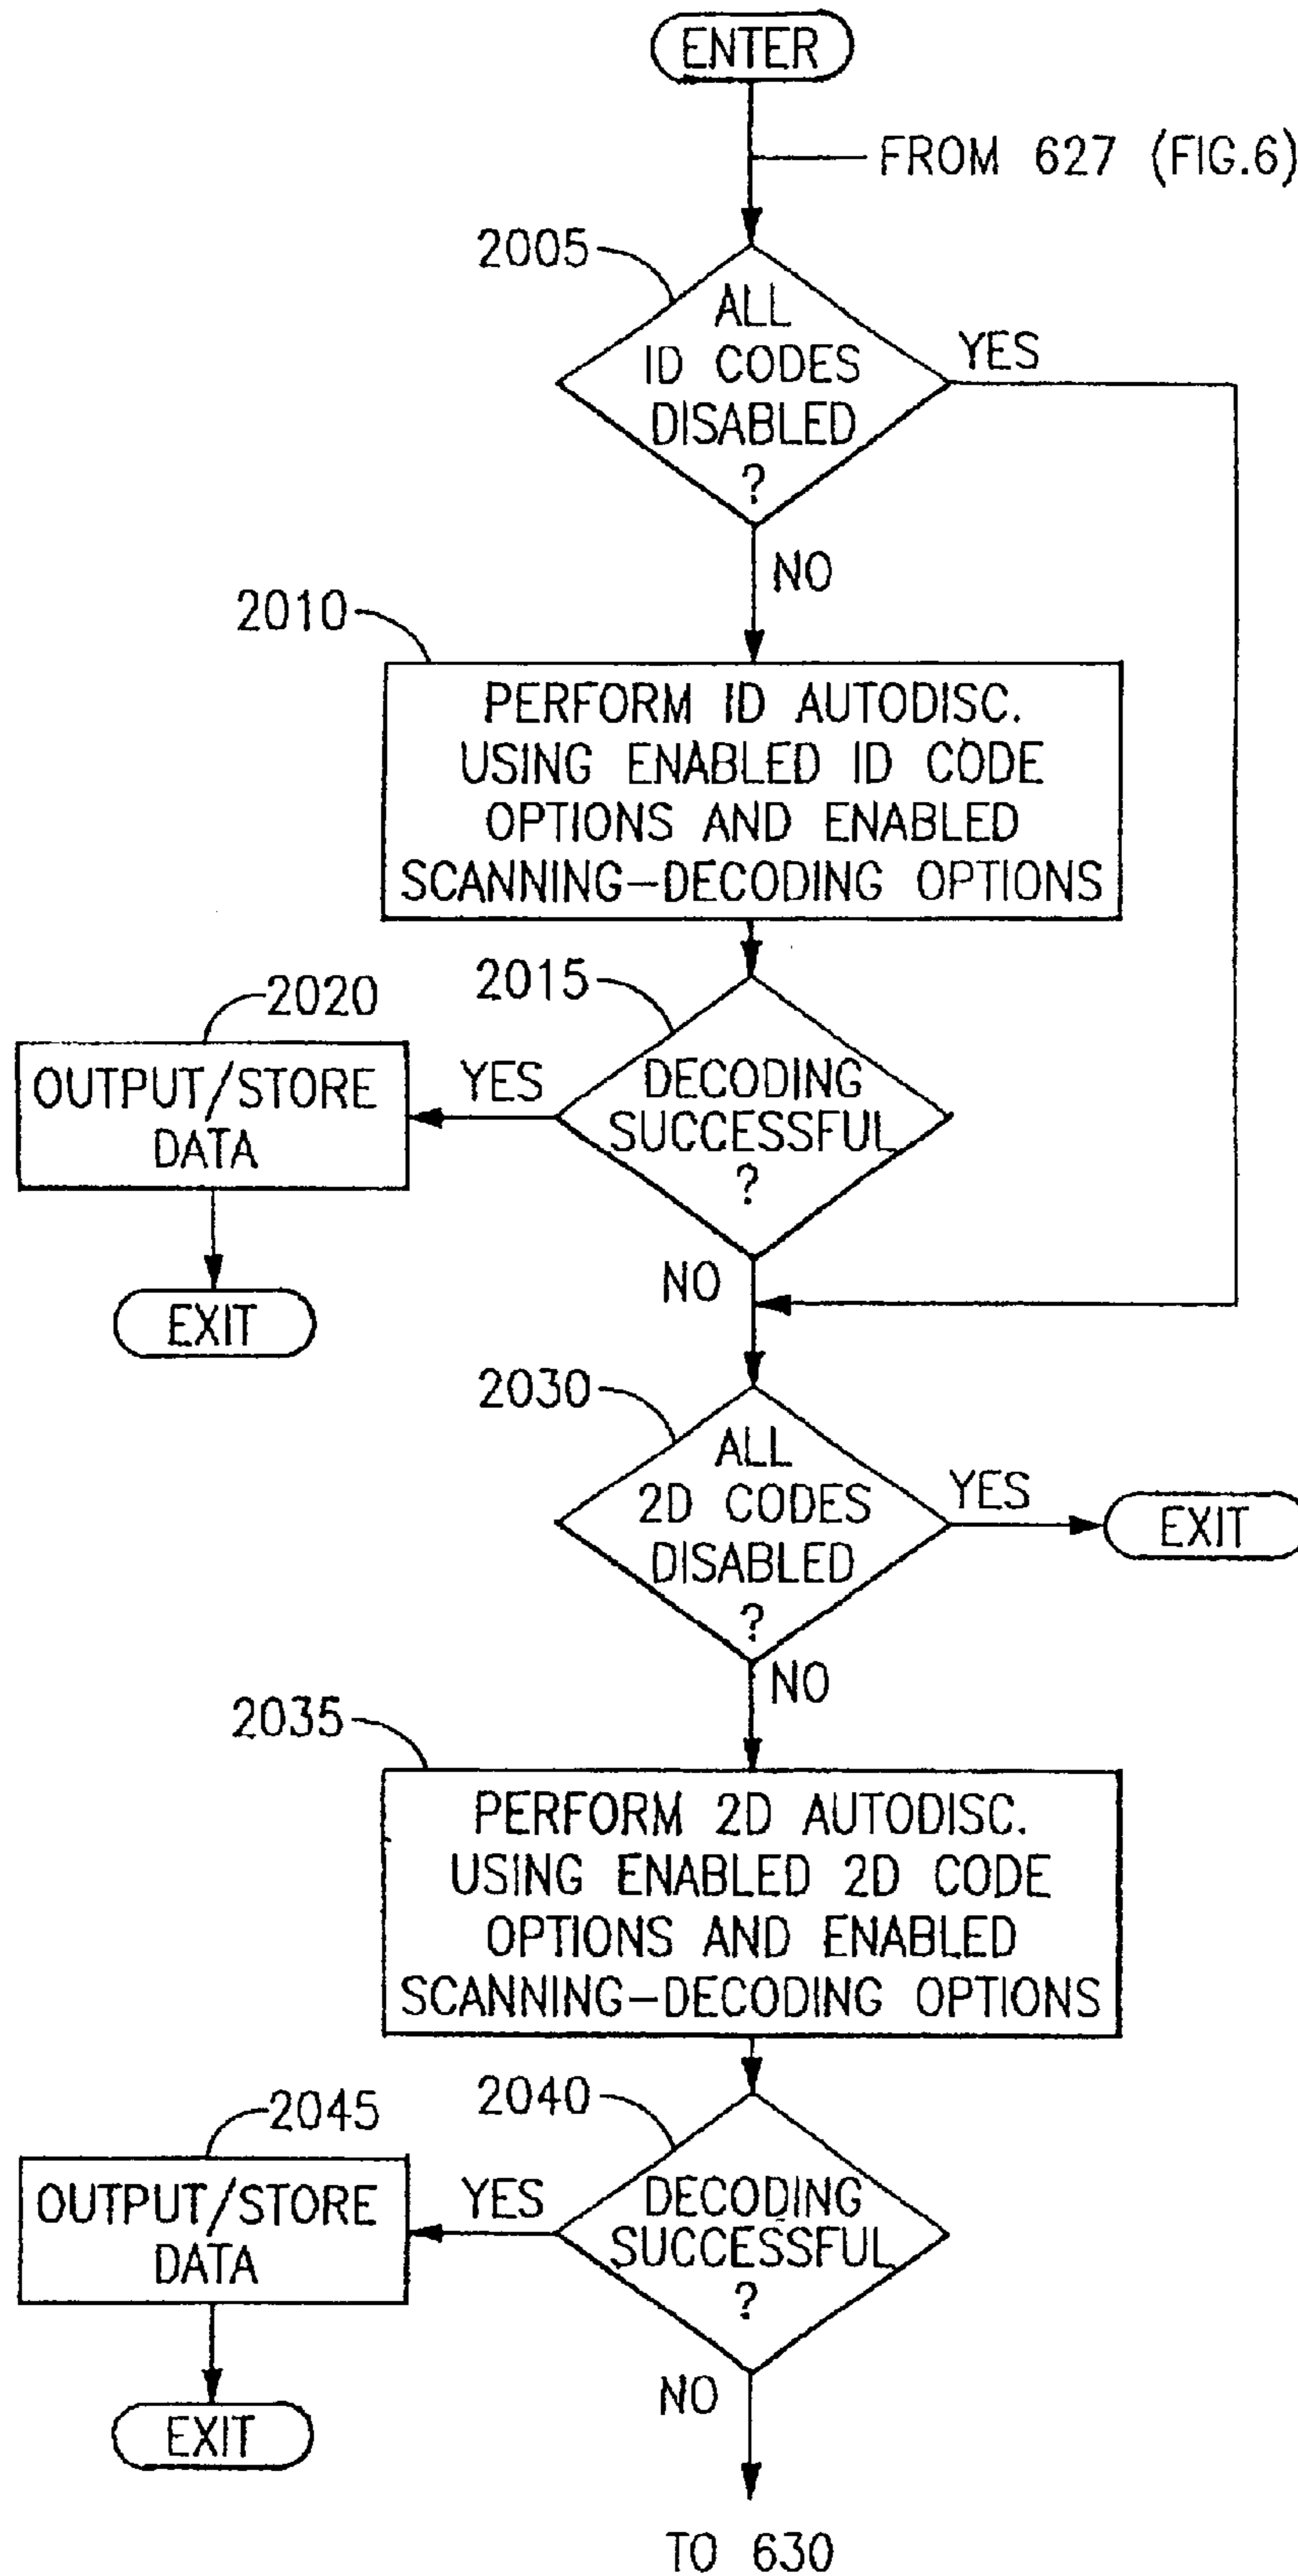 ENTER
FROM 627 (FIG.6)
2005
ALL
ID CODES
DISABLED
?
YES
NO
2010
PERFORM ID AUTODISC.
USING ENABLED ID CODE
OPTIONS AND ENABLED
SCANNING-DECODING OPTIONS
2015
2020
DECODING
SUCCESSFUL
?
YES
OUTPUT/STORE
DATA
EXIT
NO
2030
ALL
2D CODES
DISABLED
?
YES
EXIT
NO
2035
PERFORM 2D AUTODISC.
USING ENABLED 2D CODE
OPTIONS AND ENABLED
SCANNING-DECODING OPTIONS
2040
2045
DECODING
SUCCESSFUL
?
YES
OUTPUT/STORE
DATA
EXIT
NO
TO 630